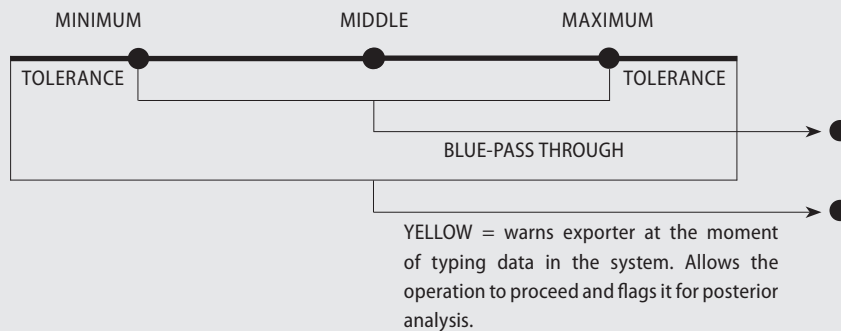 MINIMUM MIDDLE MAXIMUM
TOLERANCE TOLERANCE
BLUE-PASS THROUGH
YELLOW = warns exporter at the moment
of typing data in the system. Allows the
operation to proceed and flags it for posterior
analysis.